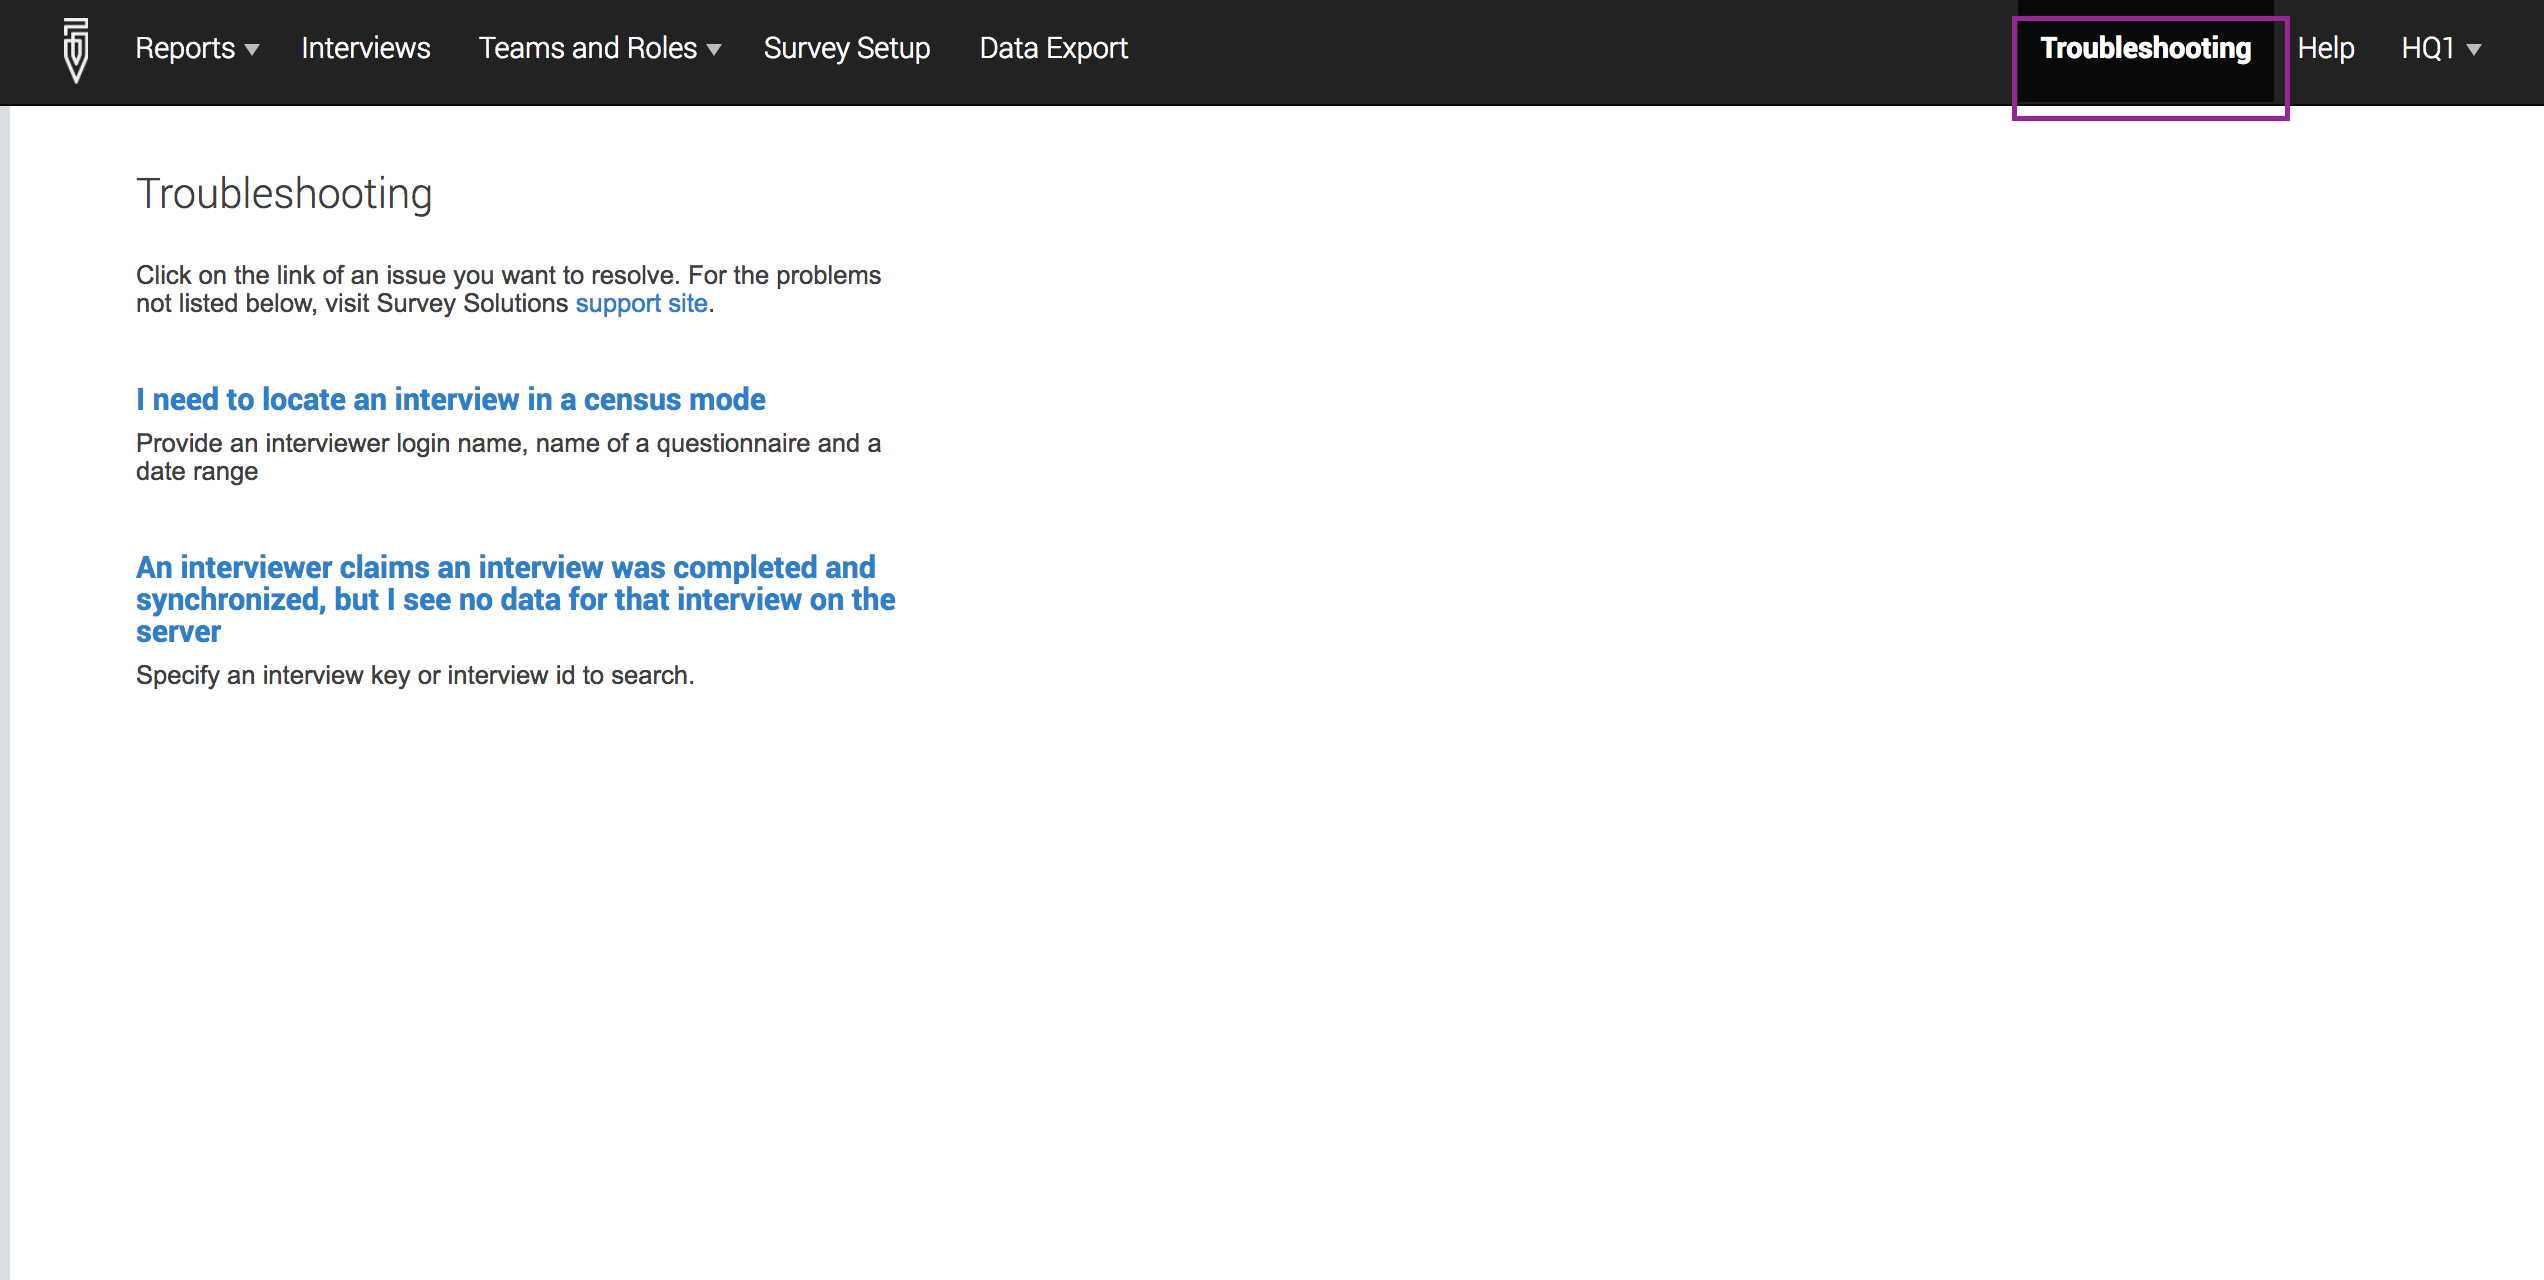 Reports Interviews Teams and Roles Survey Setup Data Export Troubleshooting Help HQ1
Troubleshooting
Click on the link of an issue you want to resolve. For the problems
not listed below, visit Survey Solutions support site.
I need to locate an interview in a census mode
Provide an interviewer login name, name of a questionnaire and a
date range
An interviewer claims an interview was completed and
synchronized, but I see no data for that interview on the
server
Specify an interview key or interview id to search.